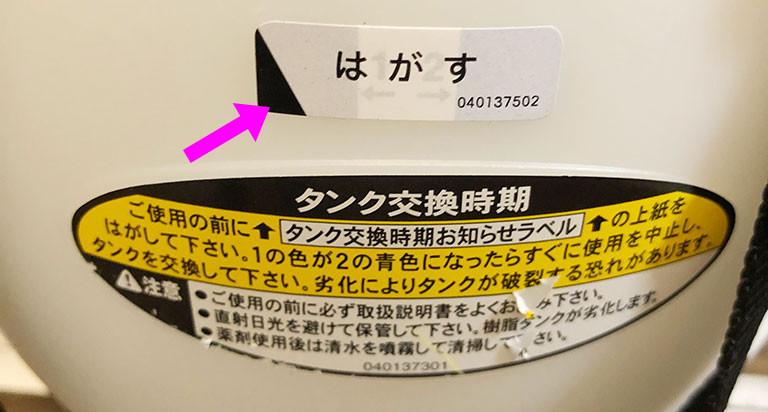 はがす
1 2
040137502
タンク交換時期
ご使用の前に⬆タンク交換時期お知らせラベル⬆の上紙を
はがして下さい。1の色が2の青色になったらすぐに使用を中止し、
タンクを交換して下さい。劣化によりタンクが破裂する恐れがあります。
注意
●ご使用の前に必ず取扱説明書をよくお み下さい。
●直射日光を避けて保管して下さい。樹脂タンクが劣化します。
●薬剤使用後は清水を噴霧して清掃して さい。
040137301